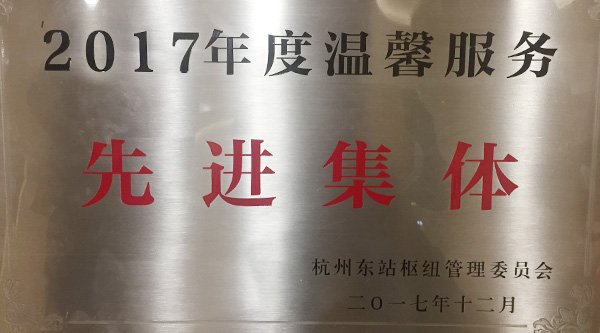 2017年度温馨服务
先进集体
杭州东站枢纽管理委员会
二〇一七年十二月